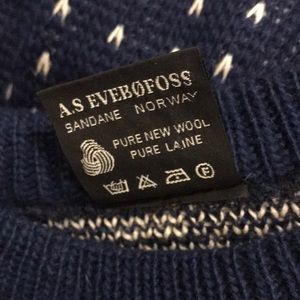 A.S EVEBØFOSS
SANDANE NORWAY
PURE NEW WOOL
PURE LAINE